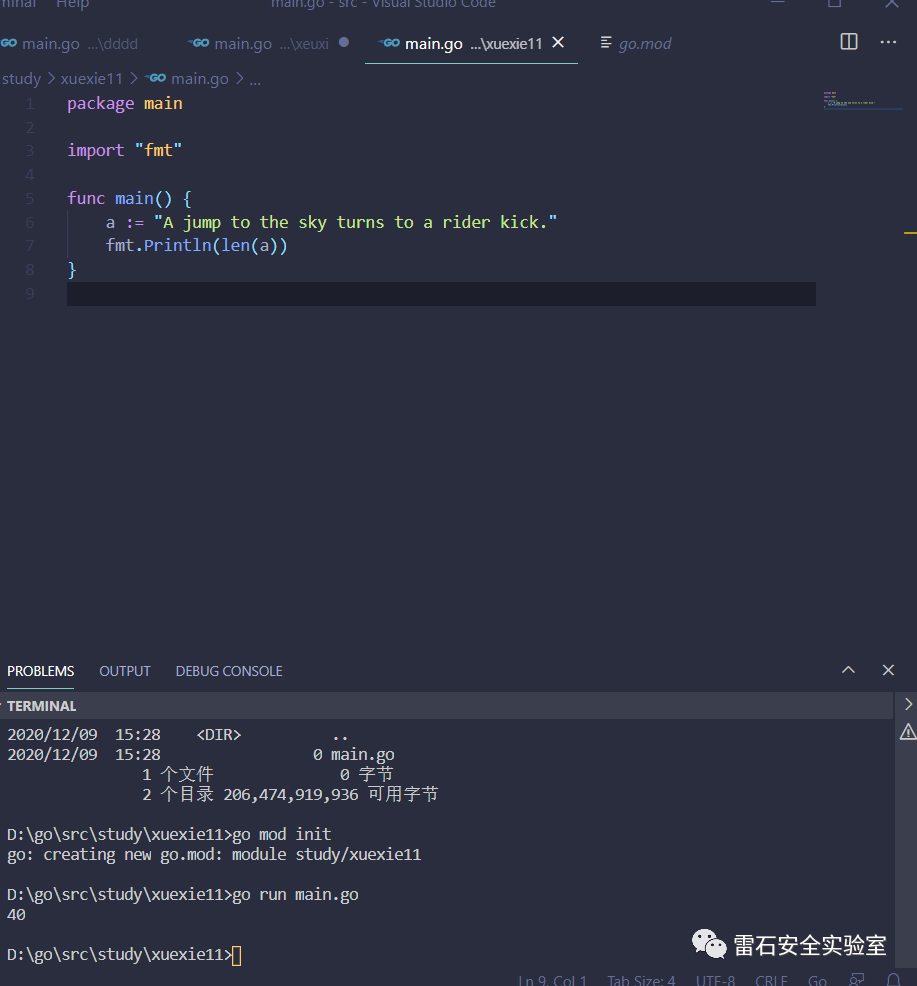 Help
main.go - src - Visual Studio Code
GO main.go ...\dddd GO main.go ...\xeuxi GO main.go ...\xuexie11 go.mod
study > xuexie11 > GO main.go > ...
1 package main
2
3 import "fmt"
4
5 func main() {
6 a := "A jump to the sky turns to a rider kick."
7 fmt.Println(len(a))
8 }
9
PROBLEMS OUTPUT DEBUG CONSOLE
TERMINAL
2020/12/09 15:28 <DIR> ..
2020/12/09 15:28 0 main.go
1 个文件 0 字节
2 个目录 206,474,919,936 可用字节
D:\go\src\study\xuexie11>go mod init
go: creating new go.mod: module study/xuexie11
D:\go\src\study\xuexie11>go run main.go
40
D:\go\src\study\xuexie11>
雷石安全实验室
Ln 9, Col 1 Tab Size: 4 UTF-8 CRLF Go